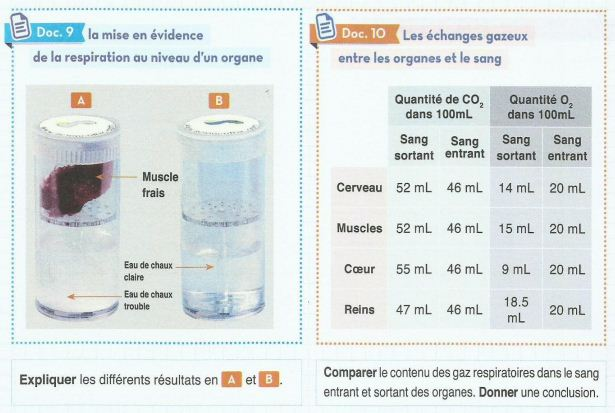 Doc. 9 la mise en évidence
de la respiration au niveau d'un organe
A
B
Muscle
frais
Eau de chaux
claire
Eau de chaux
trouble
Expliquer les différents résultats en A et B.
Doc. 10 Les échanges gazeux
entre les organes et le sang
Quantité de CO₂ Quantité O₂
dans 100mL dans 100mL
Sang Sang Sang Sang
sortant entrant sortant entrant
Cerveau 52 mL 46 mL 14 mL 20 mL
Muscles 52 mL 46 mL 15 mL 20 mL
Cœur 55 mL 46 mL 9 mL 20 mL
Reins 47 mL 46 mL 18.5 mL 20 mL
Comparer le contenu des gaz respiratoires dans le sang
entrant et sortant des organes. Donner une conclusion.